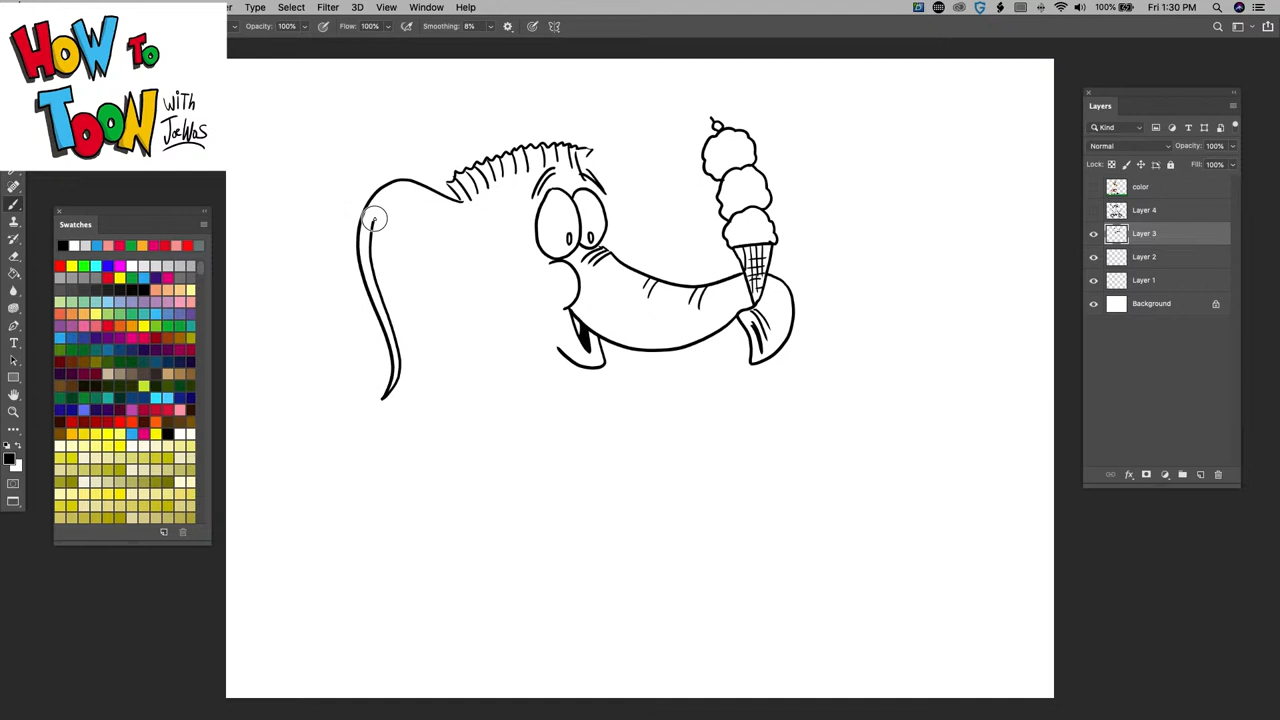 Type Select Filter 3D View Window Help
100% Fri 1:30 PM
Opacity: 100% Flow: 100% Smoothing: 8%
HOW TO
TOON
WITH
JOEWOS
Swatches
Layers
Kind
Normal Opacity: 100%
Lock: Fill: 100%
color
Layer 4
Layer 3
Layer 2
Layer 1
Background
fx